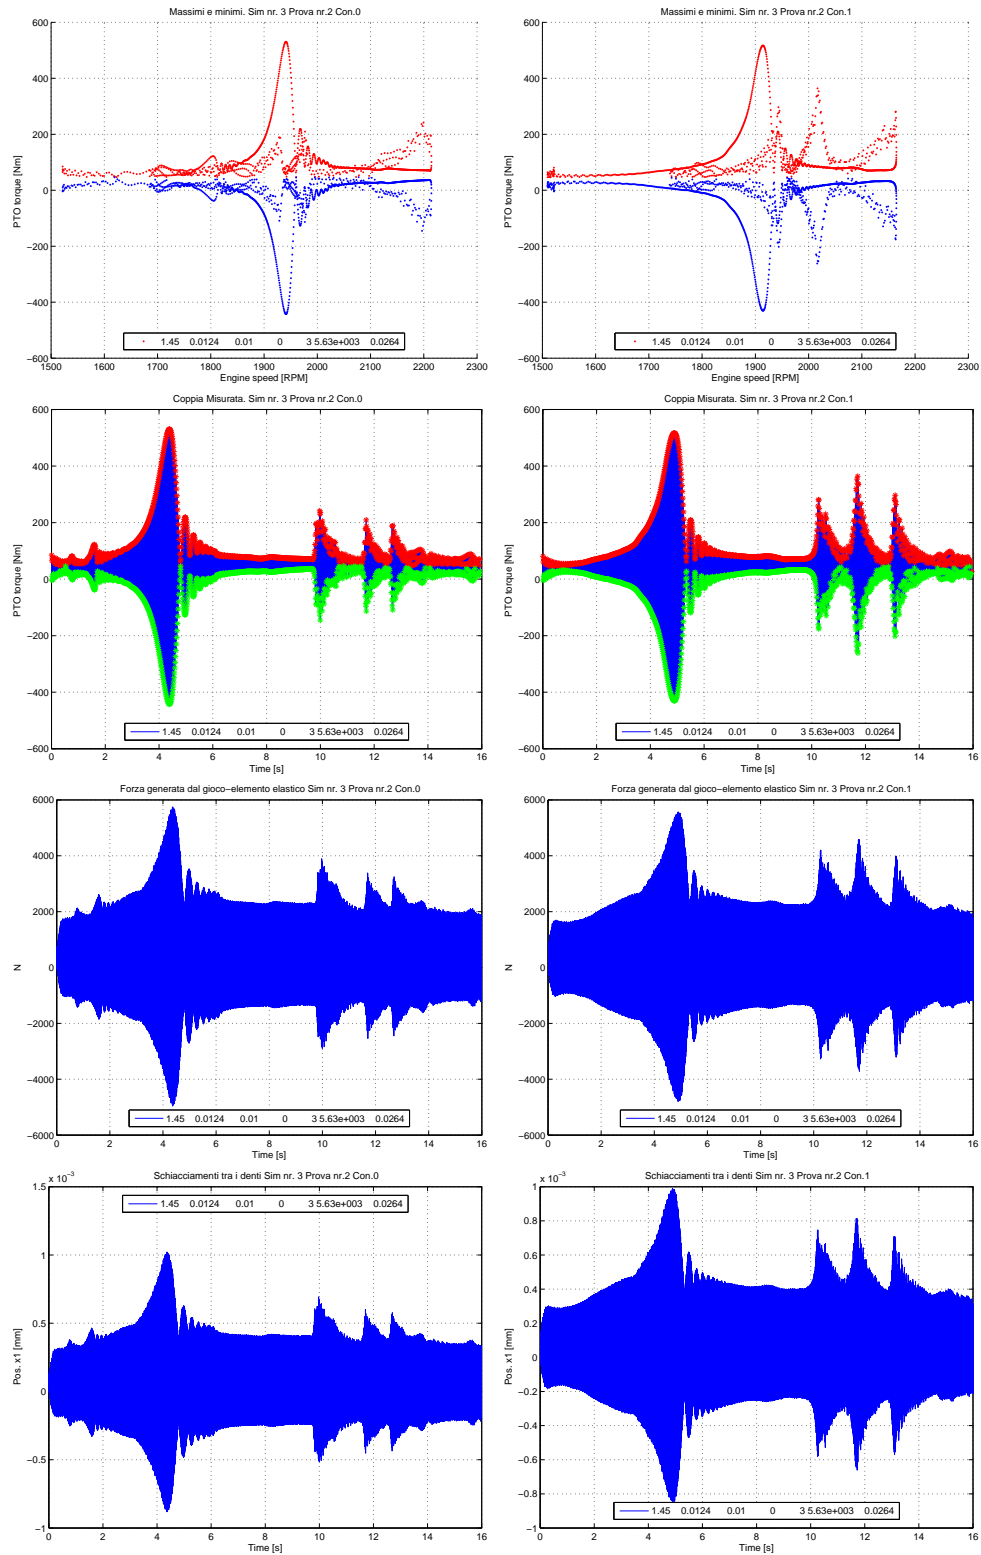 Massimi e minimi. Sim nr. 3 Prova nr.2 Con.0
600
400
200
0
−200
−400
−600
PTO torque [Nm]
1.45 0.0124 0.01 0 3 5.63e+003 0.0264
1500 1600 1700 1800 1900 2000 2100 2200 2300
Engine speed [RPM]
Massimi e minimi. Sim nr. 3 Prova nr.2 Con.1
600
400
200
0
−200
−400
−600
PTO torque [Nm]
1.45 0.0124 0.01 0 3 5.63e+003 0.0264
1500 1600 1700 1800 1900 2000 2100 2200 2300
Engine speed [RPM]
Coppia Misurata. Sim nr. 3 Prova nr.2 Con.0
600
400
200
0
−200
−400
−600
PTO torque [Nm]
1.45 0.0124 0.01 0 3 5.63e+003 0.0264
0 2 4 6 8 10 12 14 16
Time [s]
Coppia Misurata. Sim nr. 3 Prova nr.2 Con.1
600
400
200
0
−200
−400
−600
PTO torque [Nm]
1.45 0.0124 0.01 0 3 5.63e+003 0.0264
0 2 4 6 8 10 12 14 16
Time [s]
Forza generata dal gioco−elemento elastico Sim nr. 3 Prova nr.2 Con.0
6000
4000
2000
0
−2000
−4000
−6000
N
1.45 0.0124 0.01 0 3 5.63e+003 0.0264
0 2 4 6 8 10 12 14 16
Time [s]
Forza generata dal gioco−elemento elastico Sim nr. 3 Prova nr.2 Con.1
6000
4000
2000
0
−2000
−4000
−6000
N
1.45 0.0124 0.01 0 3 5.63e+003 0.0264
0 2 4 6 8 10 12 14 16
Time [s]
x 10⁻³
Schiacciamenti tra i denti Sim nr. 3 Prova nr.2 Con.0
1.45 0.0124 0.01 0 3 5.63e+003 0.0264
1.5
1
0.5
0
−0.5
−1
Pos. x1 [mm]
0 2 4 6 8 10 12 14 16
Time [s]
x 10⁻³
Schiacciamenti tra i denti Sim nr. 3 Prova nr.2 Con.1
1
0.8
0.6
0.4
0.2
0
−0.2
−0.4
−0.6
−0.8
−1
Pos. x1 [mm]
1.45 0.0124 0.01 0 3 5.63e+003 0.0264
0 2 4 6 8 10 12 14 16
Time [s]